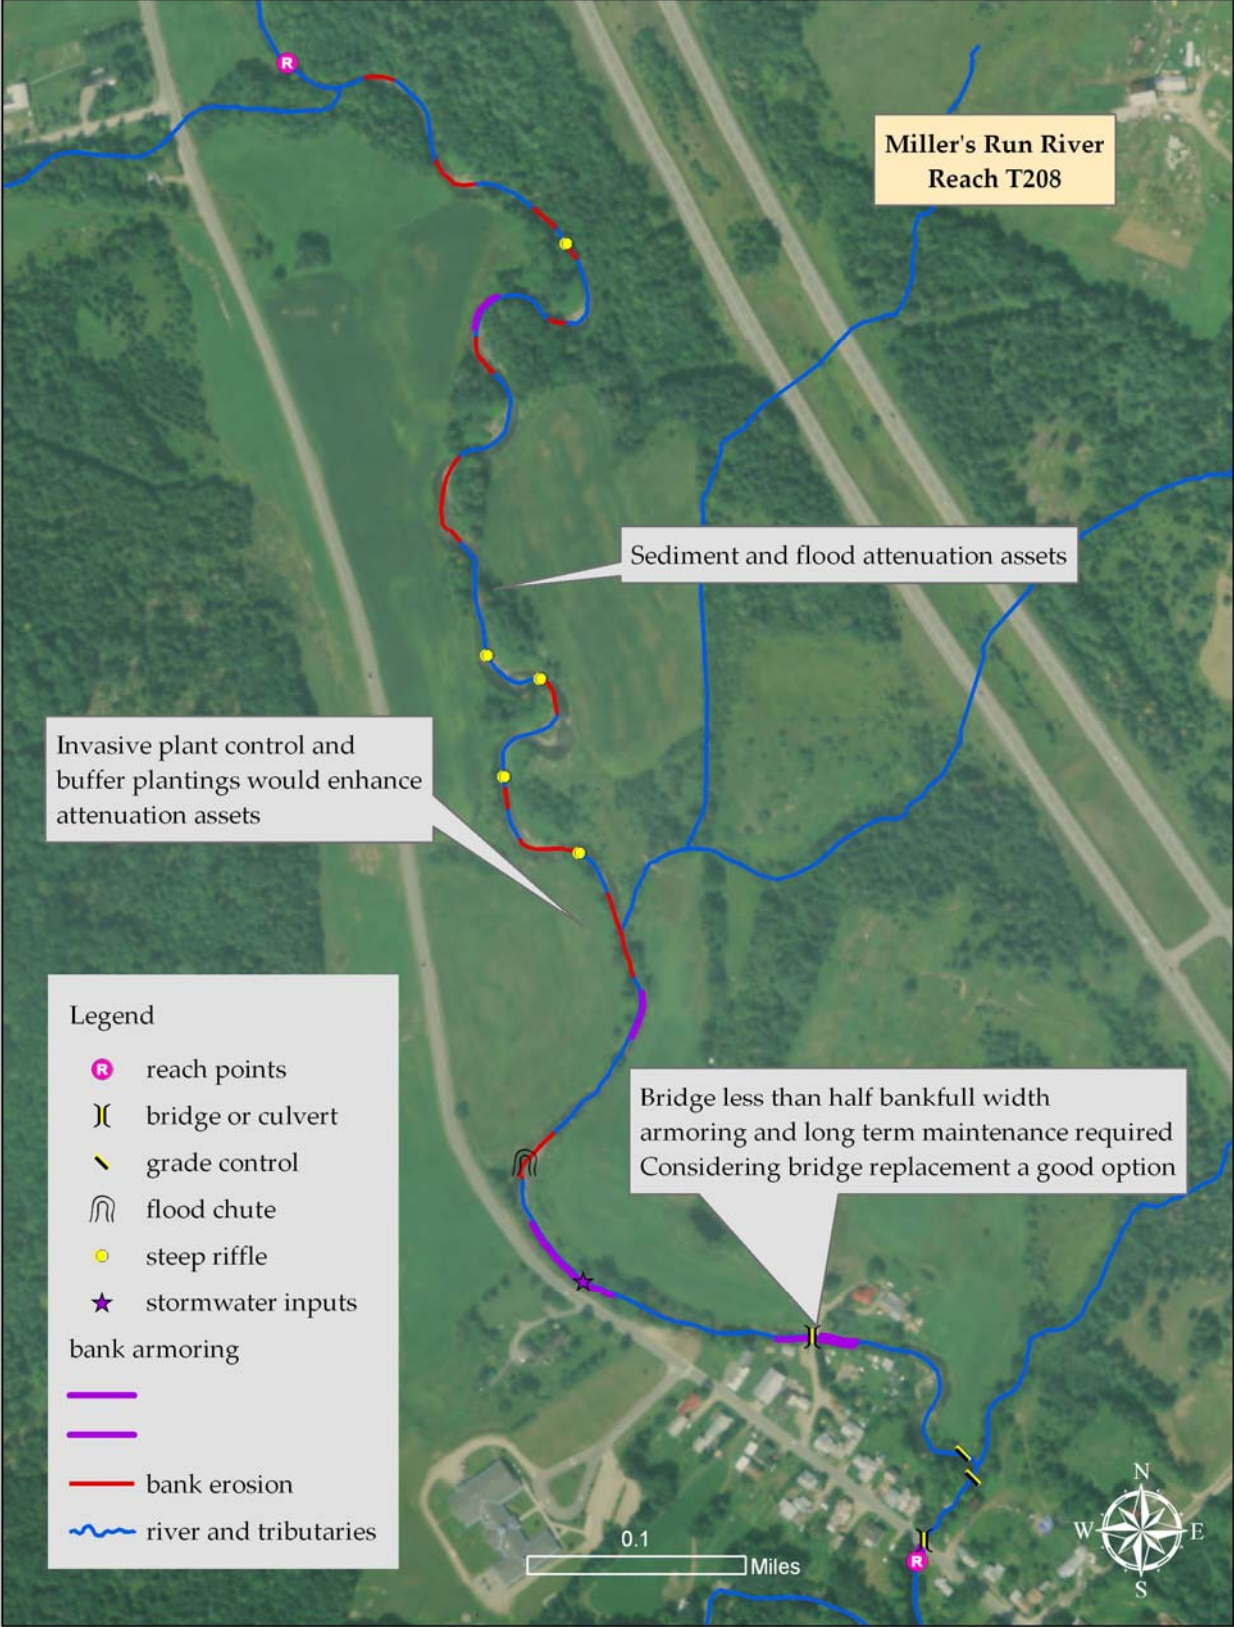 R
Miller's Run River
Reach T208
Sediment and flood attenuation assets
Invasive plant control and
buffer plantings would enhance
attenuation assets
Bridge less than half bankfull width
armoring and long term maintenance required
Considering bridge replacement a good option
Legend
R reach points
bridge or culvert
grade control
flood chute
steep riffle
stormwater inputs
bank armoring
bank erosion
river and tributaries
0.1
Miles
N
W E
S
R